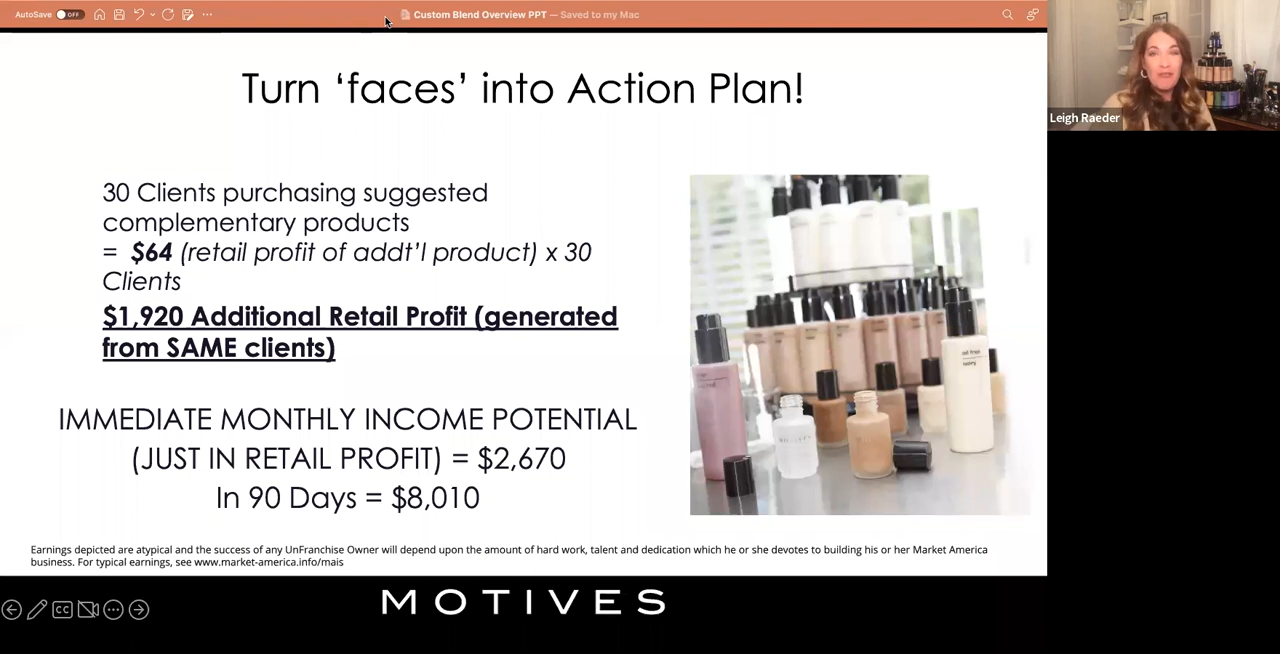 AutoSave OFF
Custom Blend Overview PPT — Saved to my Mac
Turn ‘faces’ into Action Plan!
30 Clients purchasing suggested
complementary products
= $64 (retail profit of addt’l product) x 30
Clients
$1,920 Additional Retail Profit (generated
from SAME clients)
IMMEDIATE MONTHLY INCOME POTENTIAL
(JUST IN RETAIL PROFIT) = $2,670
In 90 Days = $8,010
Earnings depicted are atypical and the success of any UnFranchise Owner will depend upon the amount of hard work, talent and dedication which he or she devotes to building his or her Market America
business. For typical earnings, see www.market-america.info/mais
CC
MOTIVES
Leigh Raeder